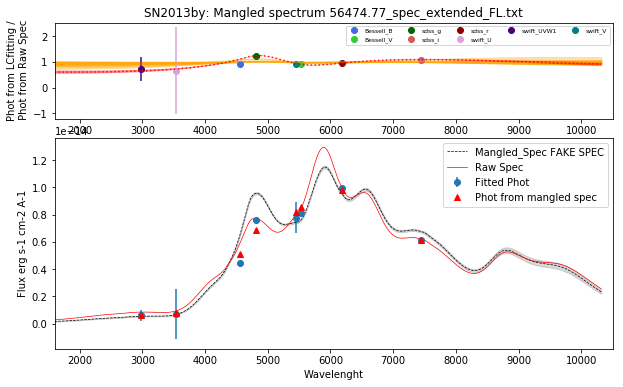 SN2013by: Mangled spectrum 56474.77_spec_extended_FL.txt
Phot from LCfitting /
Phot from Raw Spec
2
1
0
−1
Bessell_B
Bessell_V
sdss_g
sdss_i
sdss_r
swift_U
swift_UVW1
swift_V
2000 3000 4000 5000 6000 7000 8000 9000 10000
1e−14
Flux erg s-1 cm-2 A-1
1.2
1.0
0.8
0.6
0.4
0.2
0.0
Mangled_Spec FAKE SPEC
Raw Spec
Fitted Phot
Phot from mangled spec
2000 3000 4000 5000 6000 7000 8000 9000 10000
Wavelenght